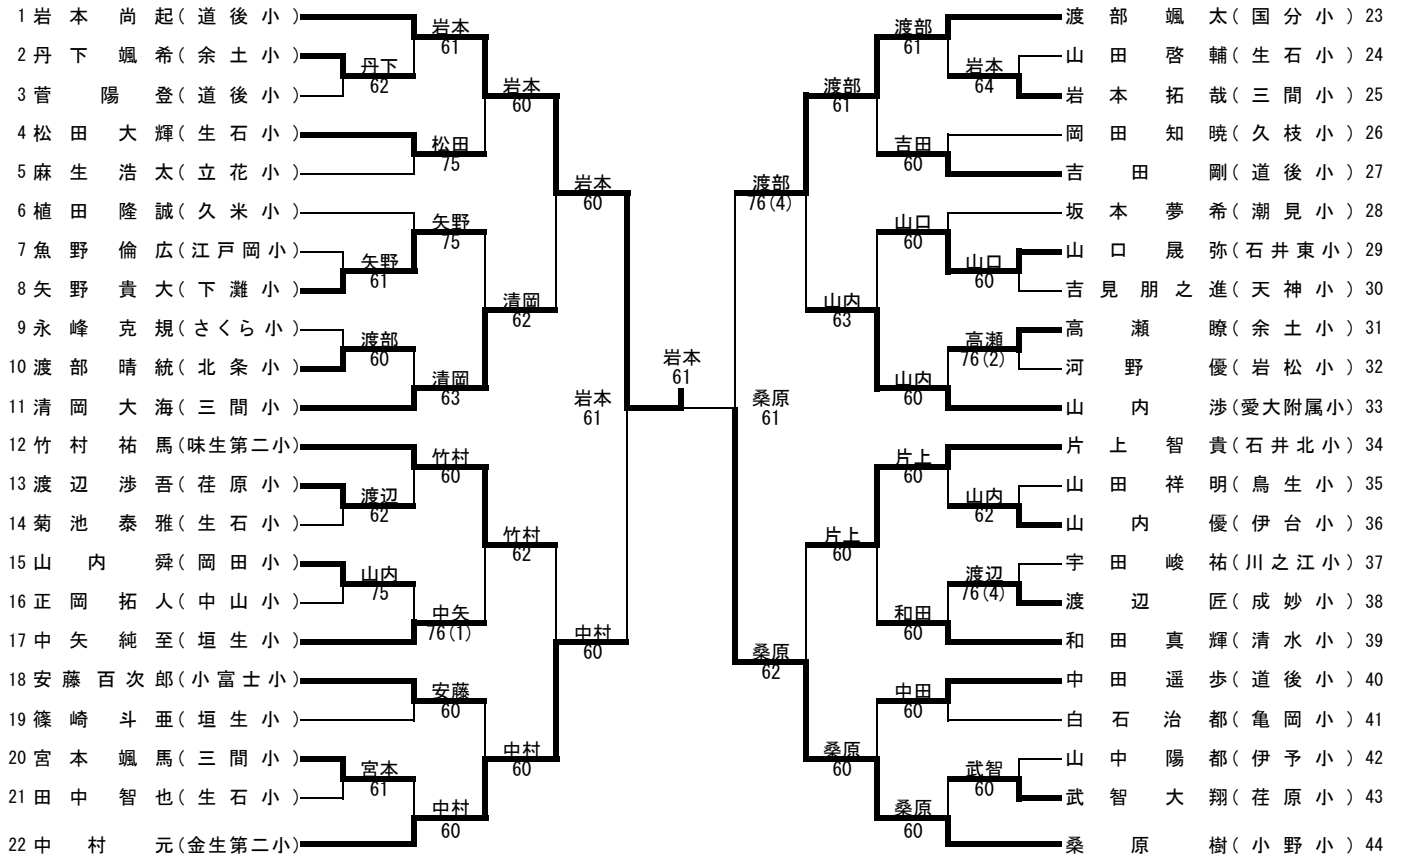 1 岩本 尚起 (道後小)
2 丹下 颯希 (余土小)
3 菅 陽登 (道後小)
4 松田 大輝 (生石小)
5 麻生 浩太 (立花小)
6 植田 隆誠 (久米小)
7 魚野 倫広 (江戸岡小)
8 矢野 貴大 (下灘小)
9 永峰 克規 (さくら小)
10 渡部 晴統 (北条小)
11 清岡 大海 (三間小)
12 竹村 祐馬 (味生第二小)
13 渡辺 渉吾 (荏原小)
14 菊池 泰雅 (生石小)
15 山内 舜 (岡田小)
16 正岡 拓人 (中山小)
17 中矢 純至 (垣生小)
18 安藤 百次郎 (小富士小)
19 篠崎 斗亜 (垣生小)
20 宮本 颯馬 (三間小)
21 田中 智也 (生石小)
22 中村 元 (金生第二小)
丹下
62
矢野
61
渡部
60
渡辺
62
山内
75
宮本
61
岩本
61
松田
75
矢野
75
清岡
63
竹村
60
中矢
76(1)
安藤
60
中村
60
岩本
60
清岡
62
竹村
62
中村
60
岩本
60
中村
60
岩本
61
岩本
61
桑原
61
渡部
76(4)
桑原
62
渡部
61
山内
63
片上
60
桑原
60
渡部
61
吉田
60
山口
60
山内
60
片上
60
和田
60
中田
60
桑原
60
岩本
64
山口
60
高瀬
76(2)
山内
62
渡辺
76(4)
武智
60
渡部 颯太 (国分小) 23
山田 啓輔 (生石小) 24
岩本 拓哉 (三間小) 25
岡田 知暁 (久枝小) 26
吉田 剛 (道後小) 27
坂本 夢希 (潮見小) 28
山口 晟弥 (石井東小) 29
吉見 朋之進 (天神小) 30
高瀬 瞭 (余土小) 31
河野 優 (岩松小) 32
山内 渉 (愛大附属小) 33
片上 智貴 (石井北小) 34
山田 祥明 (鳥生小) 35
山内 優 (伊台小) 36
宇田 峻祐 (川之江小) 37
渡辺 匠 (成妙小) 38
和田 真輝 (清水小) 39
中田 遥歩 (道後小) 40
白石 治都 (亀岡小) 41
山中 陽都 (伊予小) 42
武智 大翔 (荏原小) 43
桑原 樹 (小野小) 44